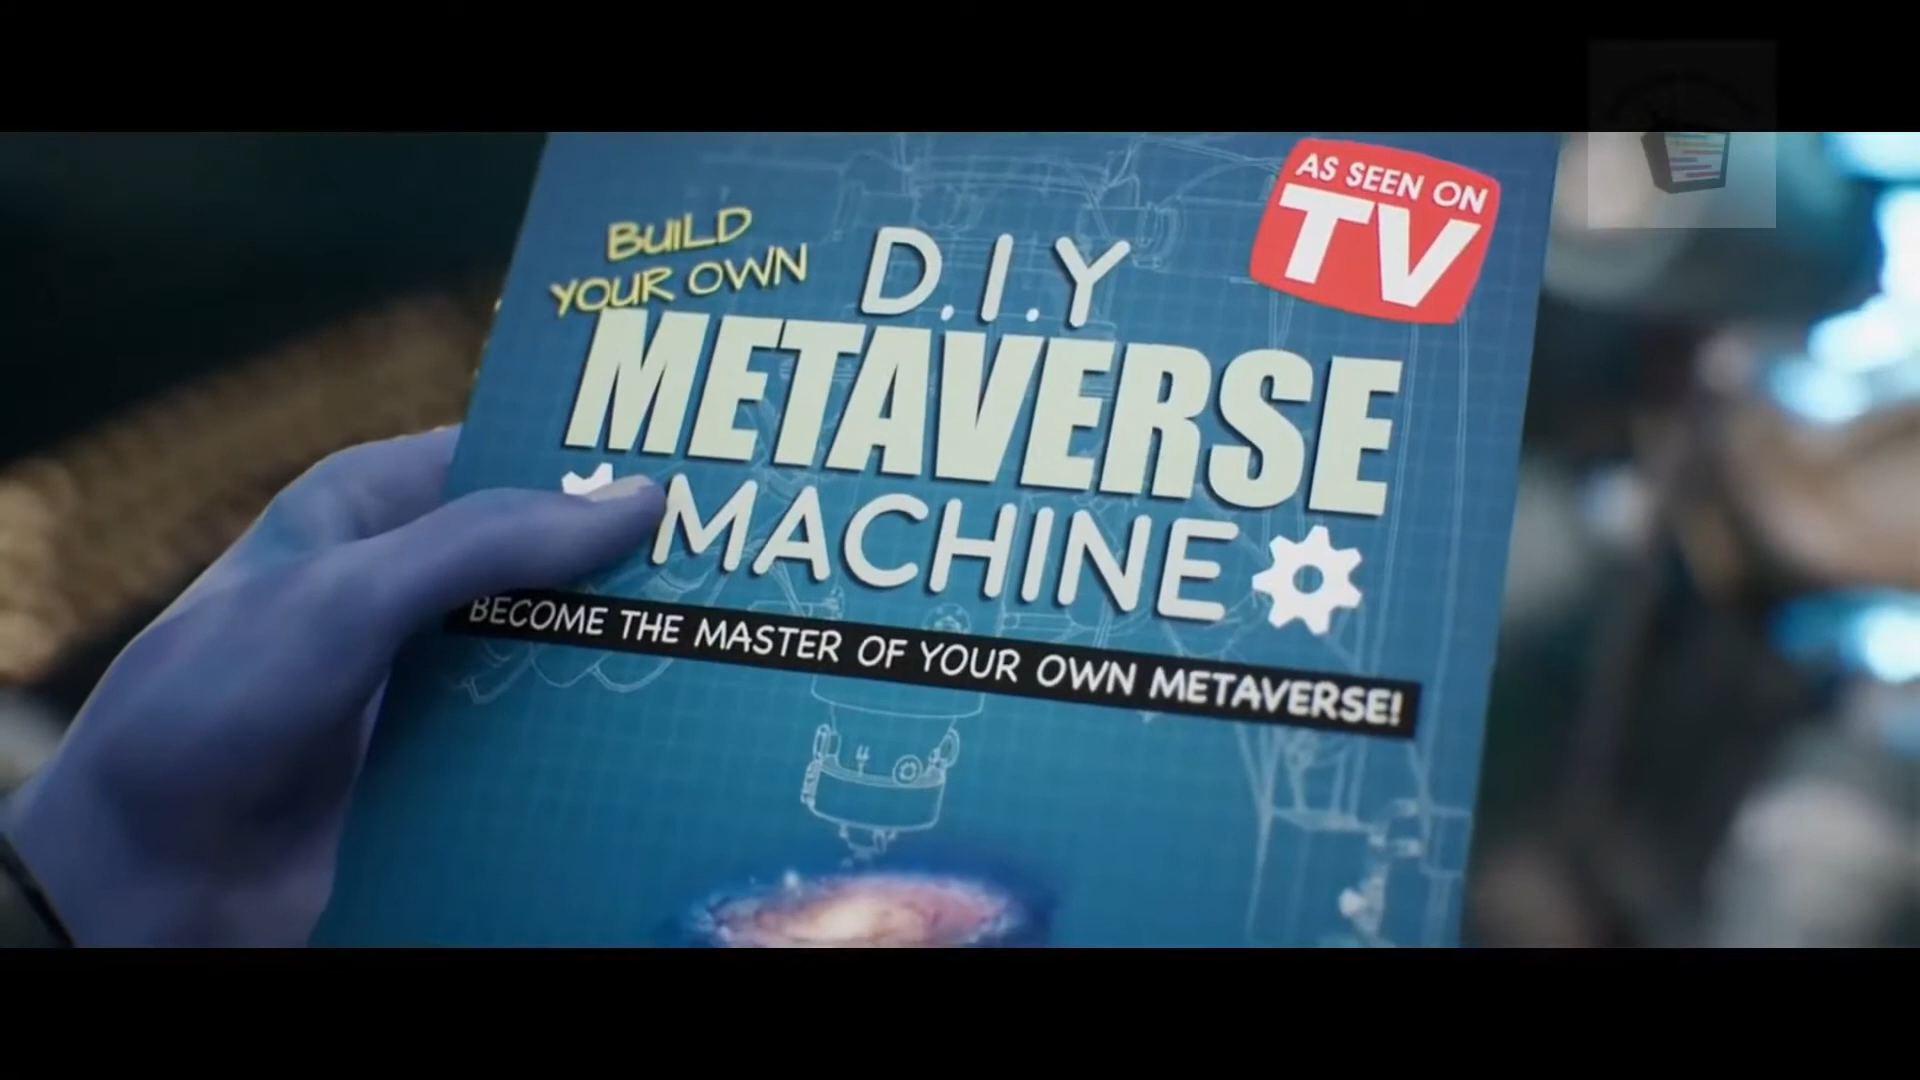 AS SEEN ON
TV
BUILD
YOUR OWN
D.I.Y
METAVERSE
MACHINE
BECOME THE MASTER OF YOUR OWN METAVERSE!